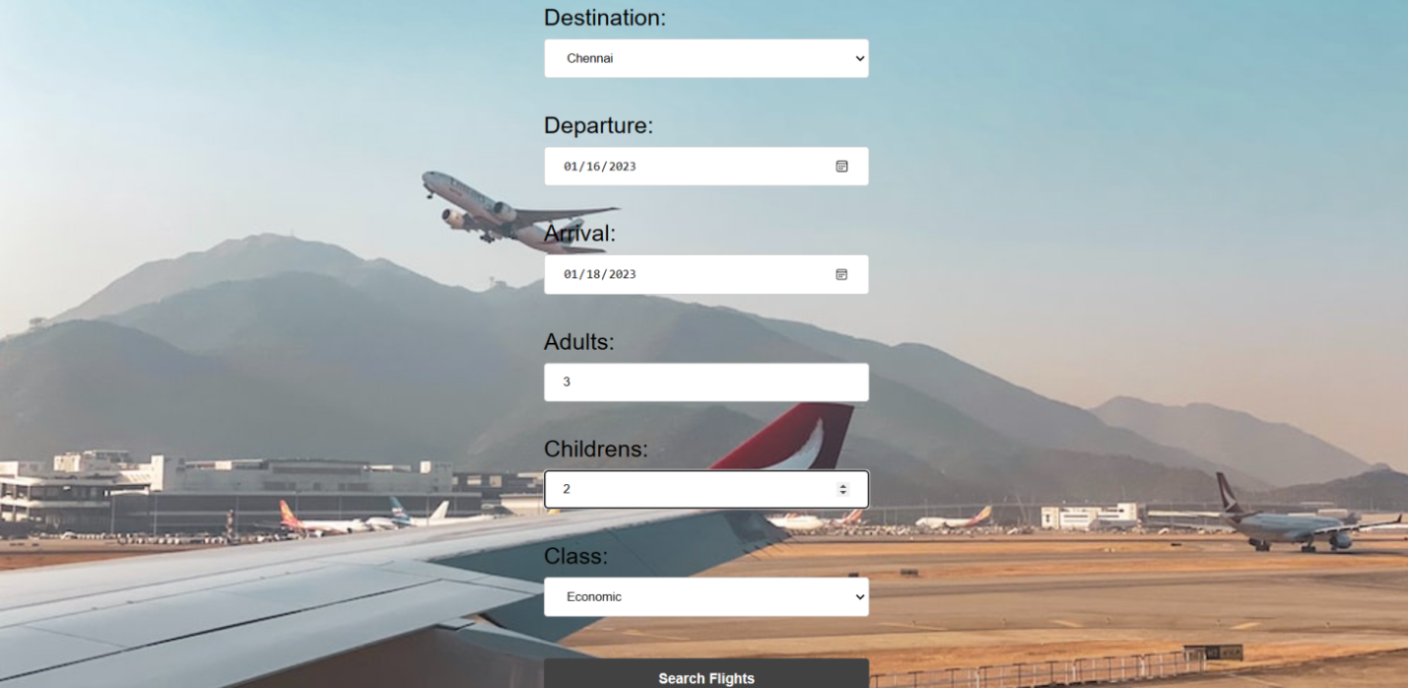 Destination:
Chennai
Departure:
01/16/2023
Arrival:
01/18/2023
Adults:
3
Childrens:
2
Class:
Economic
Search Flights